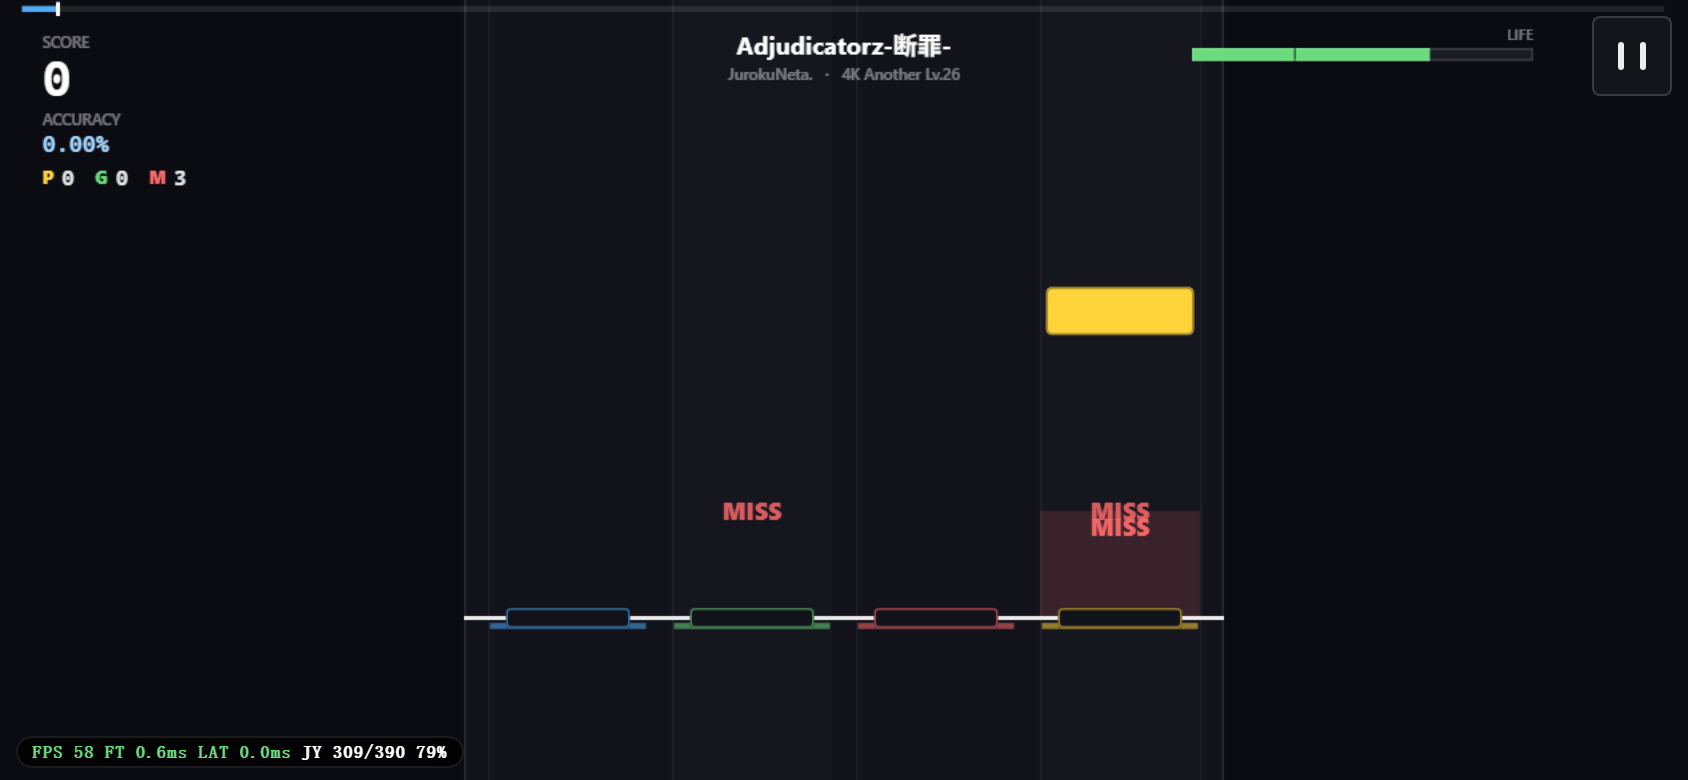 SCORE
0
ACCURACY
0.00%
P 0 G 0 M 3
Adjudicatorz-断罪-
JurokuNeta. · 4K Another Lv.26
LIFE
MISS
MISS
MISS
FPS 58 FT 0.6ms LAT 0.0ms JY 309/390 79%